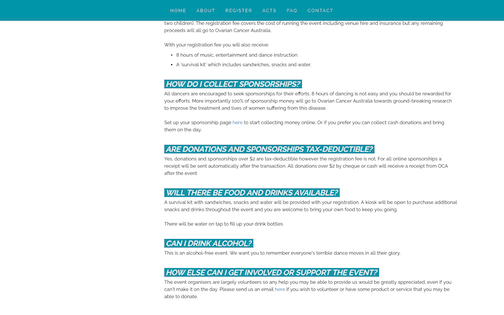 HOME ABOUT REGISTER ACTS FAQ CONTACT
two children). The registration fee covers the cost of running the event including venue hire and insurance but any remaining
proceeds will all go to Ovarian Cancer Australia.
With your registration fee you will also receive:
• 8 hours of music, entertainment and dance instruction
• A 'survival kit' which includes sandwiches, snacks and water.
HOW DO I COLLECT SPONSORSHIPS?
All dancers are encouraged to seek sponsorships for their efforts. 8 hours of dancing is not easy and you should be rewarded for
your efforts. More importantly 100% of sponsorship money will go to Ovarian Cancer Australia towards ground-breaking research
to improve the treatment and lives of women suffering from this disease.
Set up your sponsorship page here to start collecting money online. Or if you prefer you can collect cash donations and bring
them on the day.
ARE DONATIONS AND SPONSORSHIPS TAX-DEDUCTIBLE?
Yes, donations and sponsorships over $2 are tax-deductible however the registration fee is not. For all online sponsorships a
receipt will be sent automatically after the transaction. All donations over $2 by cheque or cash will receive a receipt from OCA
after the event
WILL THERE BE FOOD AND DRINKS AVAILABLE?
A survival kit with sandwiches, snacks and water will be provided with your registration. A kiosk will be open to purchase additional
snacks and drinks throughout the event and you are welcome to bring your own food to keep you going.
There will be water on tap to fill up your drink bottles
CAN I DRINK ALCOHOL?
This is an alcohol-free event. We want you to remember everyone's terrible dance moves in all their glory.
HOW ELSE CAN I GET INVOLVED OR SUPPORT THE EVENT?
The event organisers are largely volunteers so any help you may be able to provide us would be greatly appreciated, even if you
can't make it on the day. Please send us an email here if you wish to volunteer or have some product or service that you may be
able to donate.